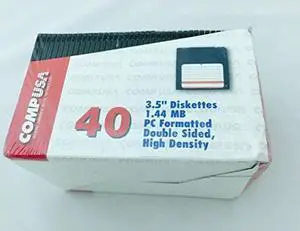 COMPUSA
40
3.5" Diskettes
1.44 MB
PC Formatted
Double Sided,
High Density